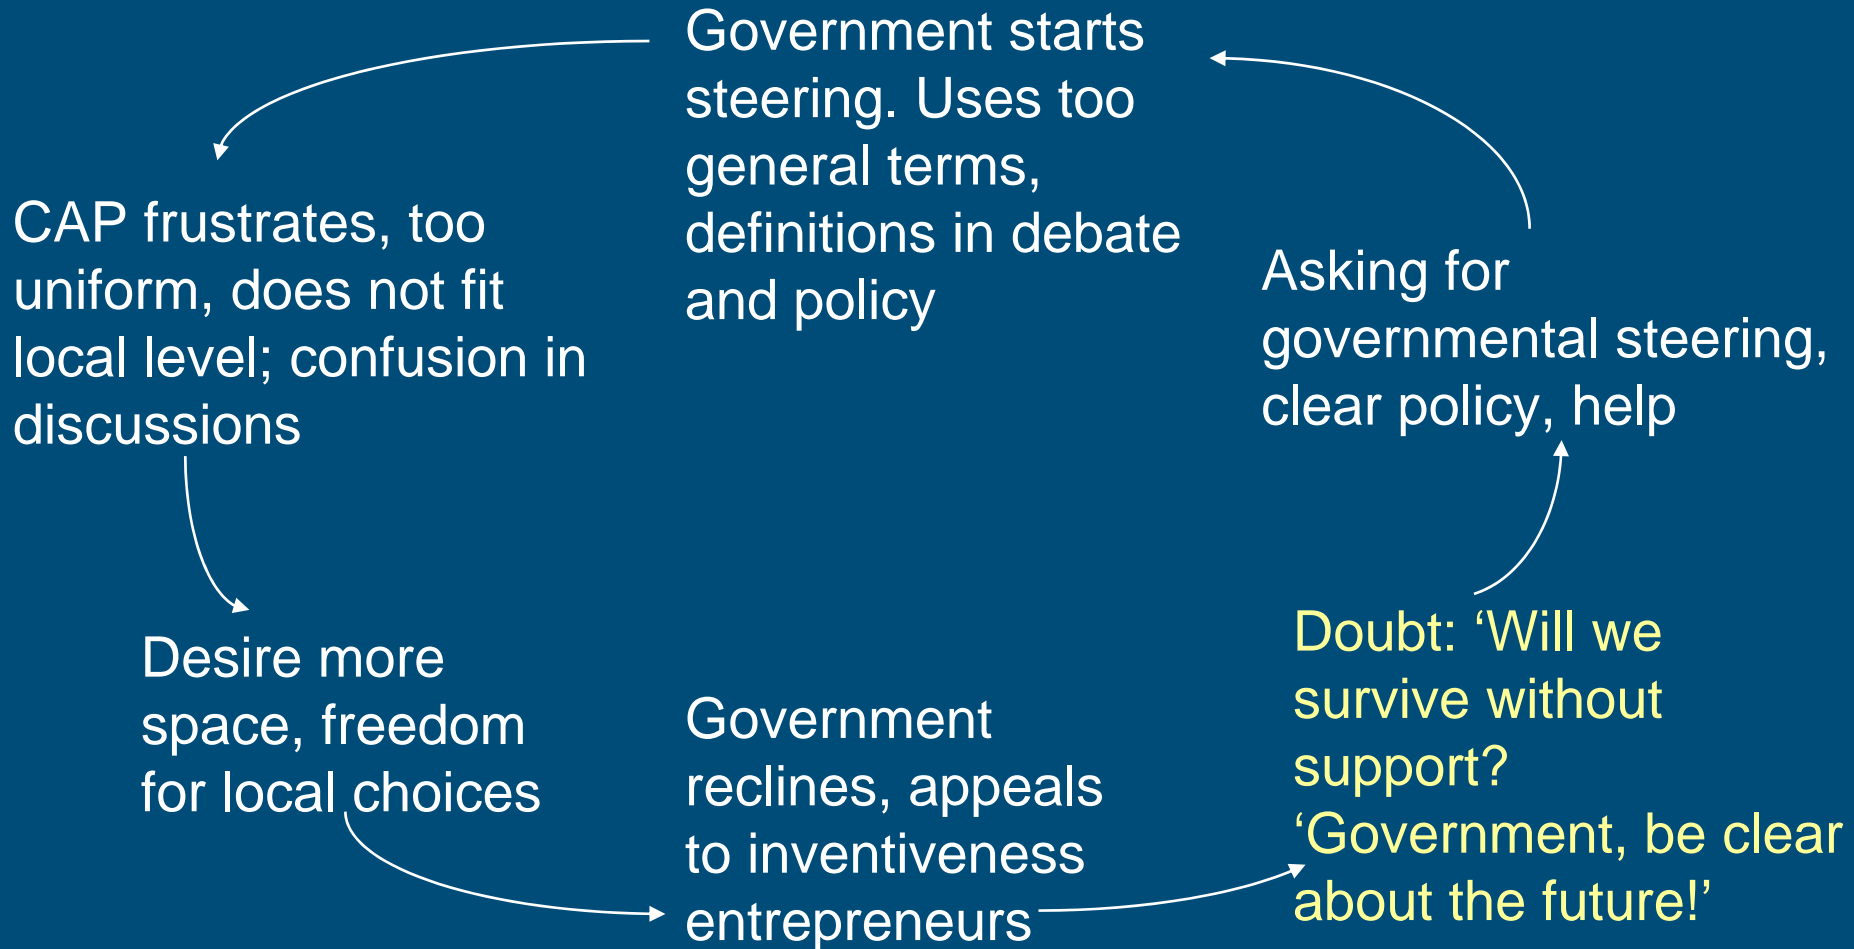 Government starts
steering. Uses too
general terms,
definitions in debate
and policy
CAP frustrates, too
uniform, does not fit
local level; confusion in
discussions
Desire more
space, freedom
for local choices
Government
reclines, appeals
to inventiveness
entrepreneurs
Doubt: ‘Will we
survive without
support?
‘Government, be clear
about the future!’
Asking for
governmental steering,
clear policy, help